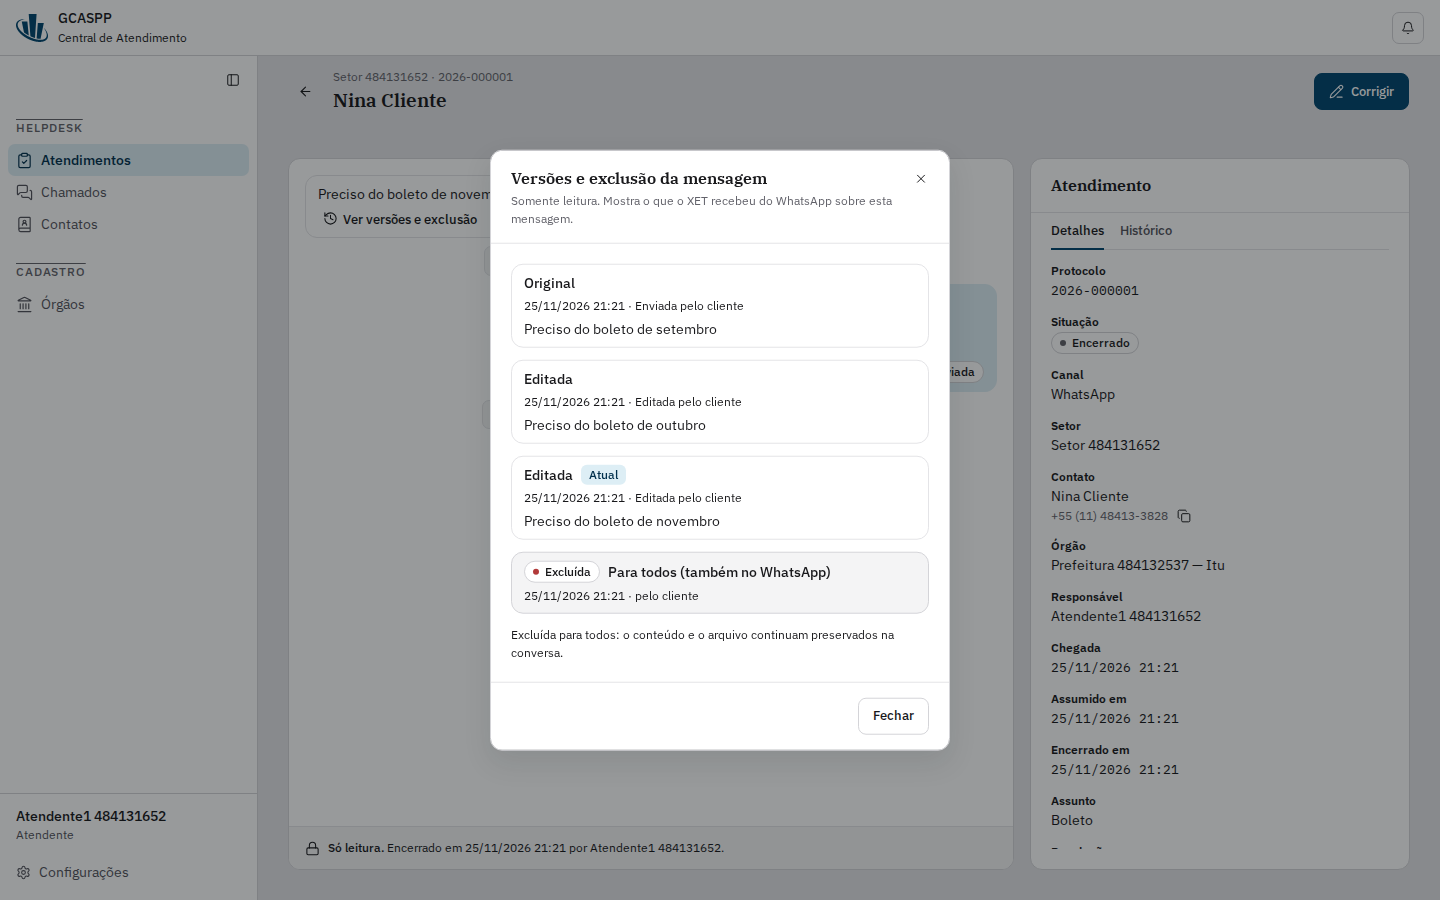 GCASPP
Central de Atendimento
HELPDESK
Atendimentos
Chamados
Contatos
CADASTRO
Órgãos
Atendente1 484131652
Atendente
Configurações
Setor 484131652 · 2026-000001
Nina Cliente
Corrigir
Preciso do boleto de novem
Ver versões e exclusão
iada
Só leitura. Encerrado em 25/11/2026 21:21 por Atendente1 484131652.
Versões e exclusão da mensagem
Somente leitura. Mostra o que o XET recebeu do WhatsApp sobre esta
mensagem.
Original
25/11/2026 21:21 · Enviada pelo cliente
Preciso do boleto de setembro
Editada
25/11/2026 21:21 · Editada pelo cliente
Preciso do boleto de outubro
Editada Atual
25/11/2026 21:21 · Editada pelo cliente
Preciso do boleto de novembro
Excluída Para todos (também no WhatsApp)
25/11/2026 21:21 · pelo cliente
Excluída para todos: o conteúdo e o arquivo continuam preservados na
conversa.
Fechar
Atendimento
Detalhes Histórico
Protocolo
2026-000001
Situação
Encerrado
Canal
WhatsApp
Setor
Setor 484131652
Contato
Nina Cliente
+55 (11) 48413-3828
Órgão
Prefeitura 484132537 — Itu
Responsável
Atendente1 484131652
Chegada
25/11/2026 21:21
Assumido em
25/11/2026 21:21
Encerrado em
25/11/2026 21:21
Assunto
Boleto